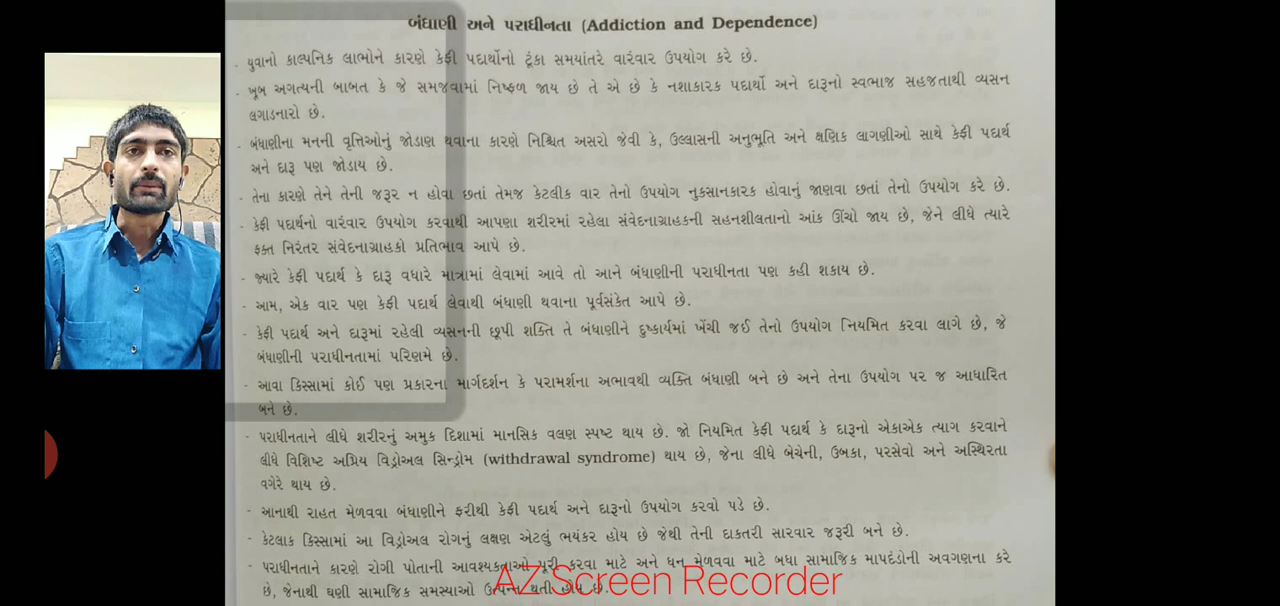 બંધાણી અને પરાધીનતા (Addiction and Dependence)
- યુવાનો કાલ્પનિક લાભોને કારણે કેફી પદાર્થોનો ટૂંકા સમયાંતરે વારંવાર ઉપયોગ કરે છે.
- ખૂબ અગત્યની બાબત કે જે સમજવામાં નિષ્ફળ જાય છે તે એ છે કે નશાકારક પદાર્થો અને દારૂનો સ્વભાજ સહજતાથી વ્યસન
લગાડનારો છે.
- બંધાણીના મનની વૃત્તિઓનું જોડાણ થવાના કારણે નિશ્ચિત અસરો જેવી કે, ઉલ્લાસની અનુભૂતિ અને ક્ષણિક લાગણીઓ સાથે કેફી પદાર્થ
અને દારૂ પણ જોડાય છે.
- તેના કારણે તેને તેની જરૂર ન હોવા છતાં તેમજ કેટલીક વાર તેનો ઉપયોગ નુકસાનકારક હોવાનું જાણવા છતાં તેનો ઉપયોગ કરે છે.
- કેફી પદાર્થનો વારંવાર ઉપયોગ કરવાથી આપણા શરીરમાં રહેલા સંવેદનાગ્રાહકની સહનશીલતાનો આંક ઊંચો જાય છે, જેને લીધે ત્યારે
ફક્ત નિરંતર સંવેદનાગ્રાહકો પ્રતિભાવ આપે છે.
- જ્યારે કેફી પદાર્થ કે દારૂ વધારે માત્રામાં લેવામાં આવે તો આને બંધાણીની પરાધીનતા પણ કહી શકાય છે.
- આમ, એક વાર પણ કેફી પદાર્થ લેવાથી બંધાણી થવાના પૂર્વસંકેત આપે છે.
- કેફી પદાર્થ અને દારૂમાં રહેલી વ્યસનની છૂપી શક્તિ તે બંધાણીને દુષ્કાર્યમાં ખેંચી જઈ તેનો ઉપયોગ નિયમિત કરવા લાગે છે, જે
બંધાણીની પરાધીનતામાં પરિણમે છે.
- આવા કિસ્સામાં કોઈ પણ પ્રકારના માર્ગદર્શન કે પરામર્શના અભાવથી વ્યક્તિ બંધાણી બને છે અને તેના ઉપયોગ પર જ આધારિત
બને છે.
- પરાધીનતાને લીધે શરીરનું અમુક દિશામાં માનસિક વલણ સ્પષ્ટ થાય છે. જો નિયમિત કેફી પદાર્થ કે દારૂનો એકાએક ત્યાગ કરવાને
લીધે વિશિષ્ટ અપ્રિય વિડ્રોઅલ સિન્ડ્રોમ (withdrawal syndrome) થાય છે, જેના લીધે બેચેની, ઉબકા, પરસેવો અને અસ્થિરતા
વગેરે થાય છે.
- આનાથી રાહત મેળવવા બંધાણીને ફરીથી કેફી પદાર્થ અને દારૂનો ઉપયોગ કરવો પડે છે.
- કેટલાક કિસ્સામાં આ વિડ્રોઅલ રોગનું લક્ષણ એટલું ભયંકર હોય છે જેથી તેની દાકતરી સારવાર જરૂરી બને છે.
- પરાધીનતાને કારણે રોગી પોતાની આવશ્યકતાઓ પૂરી કરવા માટે અને ધન મેળવવા માટે બધા સામાજિક માપદંડોની અવગણના કરે
છે, જેનાથી ઘણી સામાજિક સમસ્યાઓ ઉત્પન્ન થતી હોય છે.
AZ Screen Recorder